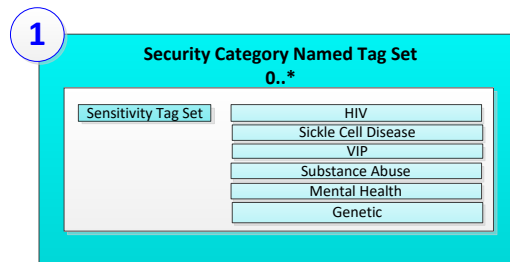 1
Security Category Named Tag Set
0..*
Sensitivity Tag Set
HIV
Sickle Cell Disease
VIP
Substance Abuse
Mental Health
Genetic